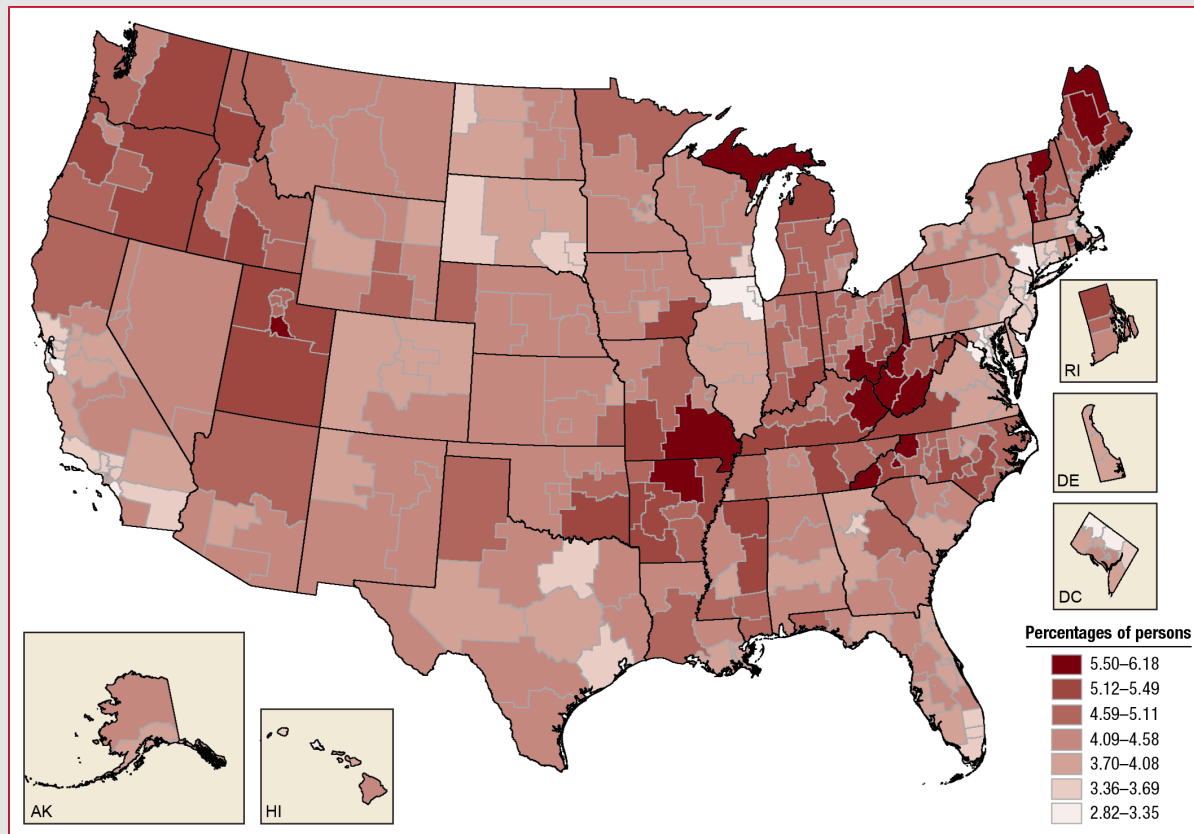 RI
DE
DC
AK
HI
Percentages of persons
5.50–6.18
5.12–5.49
4.59–5.11
4.09–4.58
3.70–4.08
3.36–3.69
2.82–3.35